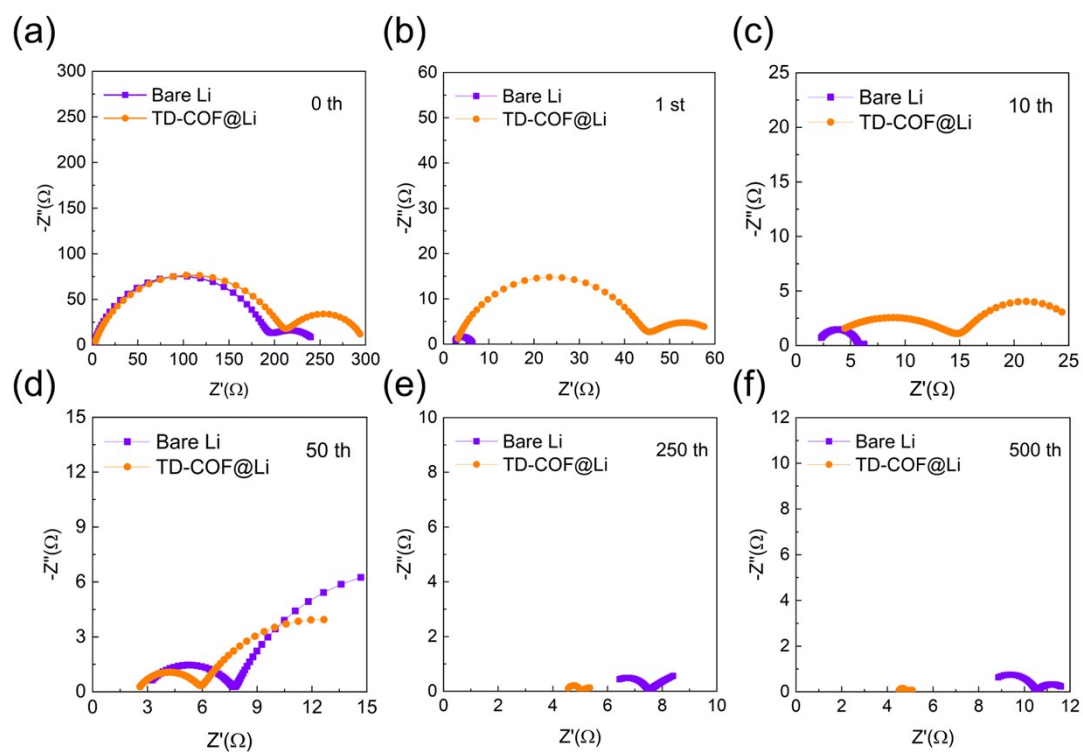 (a)
300
250
200
150
100
50
0
-Z"(Ω)
Bare Li
TD-COF@Li
0 th
0 50 100 150 200 250 300
Z'(Ω)
(b)
60
50
40
30
20
10
0
-Z"(Ω)
Bare Li
TD-COF@Li
1 st
0 10 20 30 40 50 60
Z'(Ω)
(c)
25
20
15
10
5
0
-Z"(Ω)
Bare Li
TD-COF@Li
10 th
0 5 10 15 20 25
Z'(Ω)
(d)
15
12
9
6
3
0
-Z"(Ω)
Bare Li
TD-COF@Li
50 th
0 3 6 9 12 15
Z'(Ω)
(e)
10
8
6
4
2
0
-Z"(Ω)
Bare Li
TD-COF@Li
250 th
0 2 4 6 8 10
Z'(Ω)
(f)
12
10
8
6
4
2
0
-Z"(Ω)
Bare Li
TD-COF@Li
500 th
0 2 4 6 8 10 12
Z'(Ω)